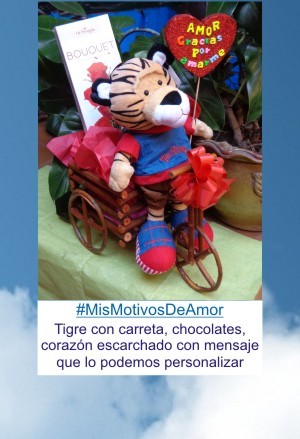 BOUQUET
AMOR
Gracias
Por
amarme
#MisMotivosDeAmor
Tigre con carreta, chocolates,
corazón escarchado con mensaje
que lo podemos personalizar